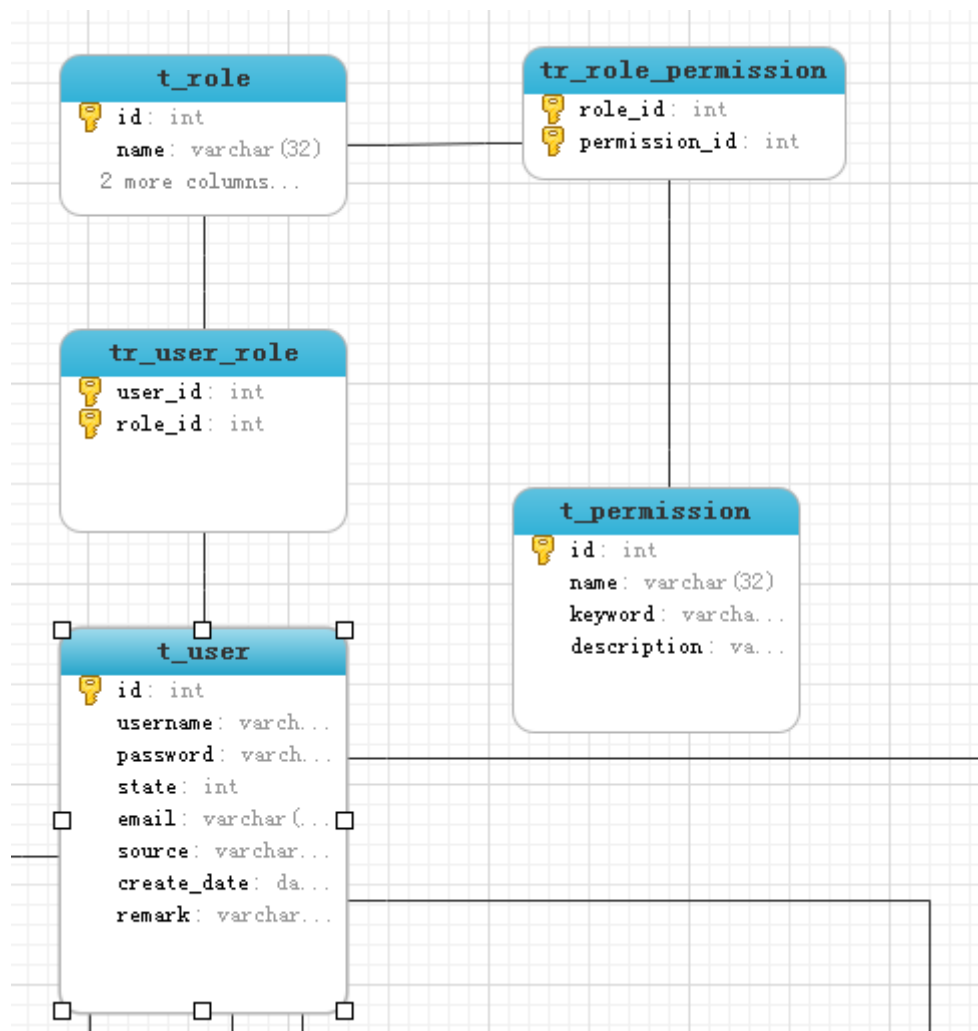 t_role
id: int
name: varchar(32)
2 more columns...
tr_role_permission
role_id: int
permission_id: int
tr_user_role
user_id: int
role_id: int
t_permission
id: int
name: varchar(32)
keyword: varcha...
description: va...
t_user
id: int
username: varch...
password: varch...
state: int
email: varchar(...
source: varchar...
create_date: da...
remark: varchar...